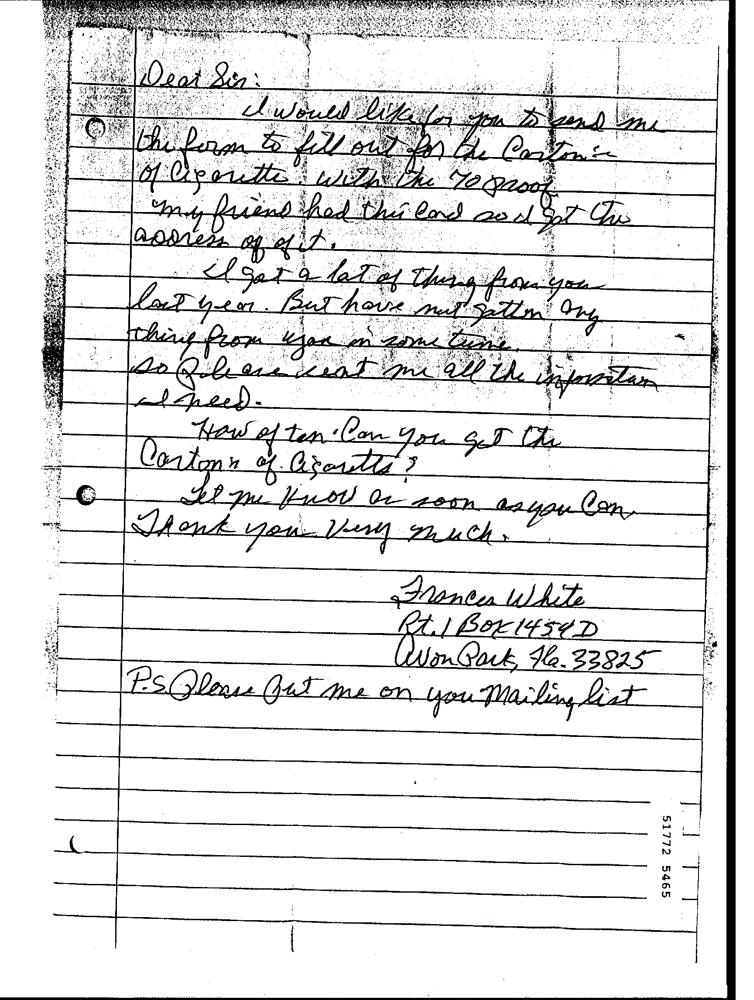 Dear Sir:
I would like for you to send me
the form to fill out for the Carton's
of Cigarette. With the 70 proof.
my friend had this Card so I got the
address of of it.
I got a lot of thing from you
last year. But have not gotten any
thing from you in some time.
so Please sent me all the information
I need.
How often Can you get the
Carton's of Cigarettes?
Let me know as soon as you Can.
Thank you Very much.
Frances White
Rt. 1 Box 1454 D
Avon Park, Fla. 33825
P.S. Please Put me on you Mailing list
51772 5465